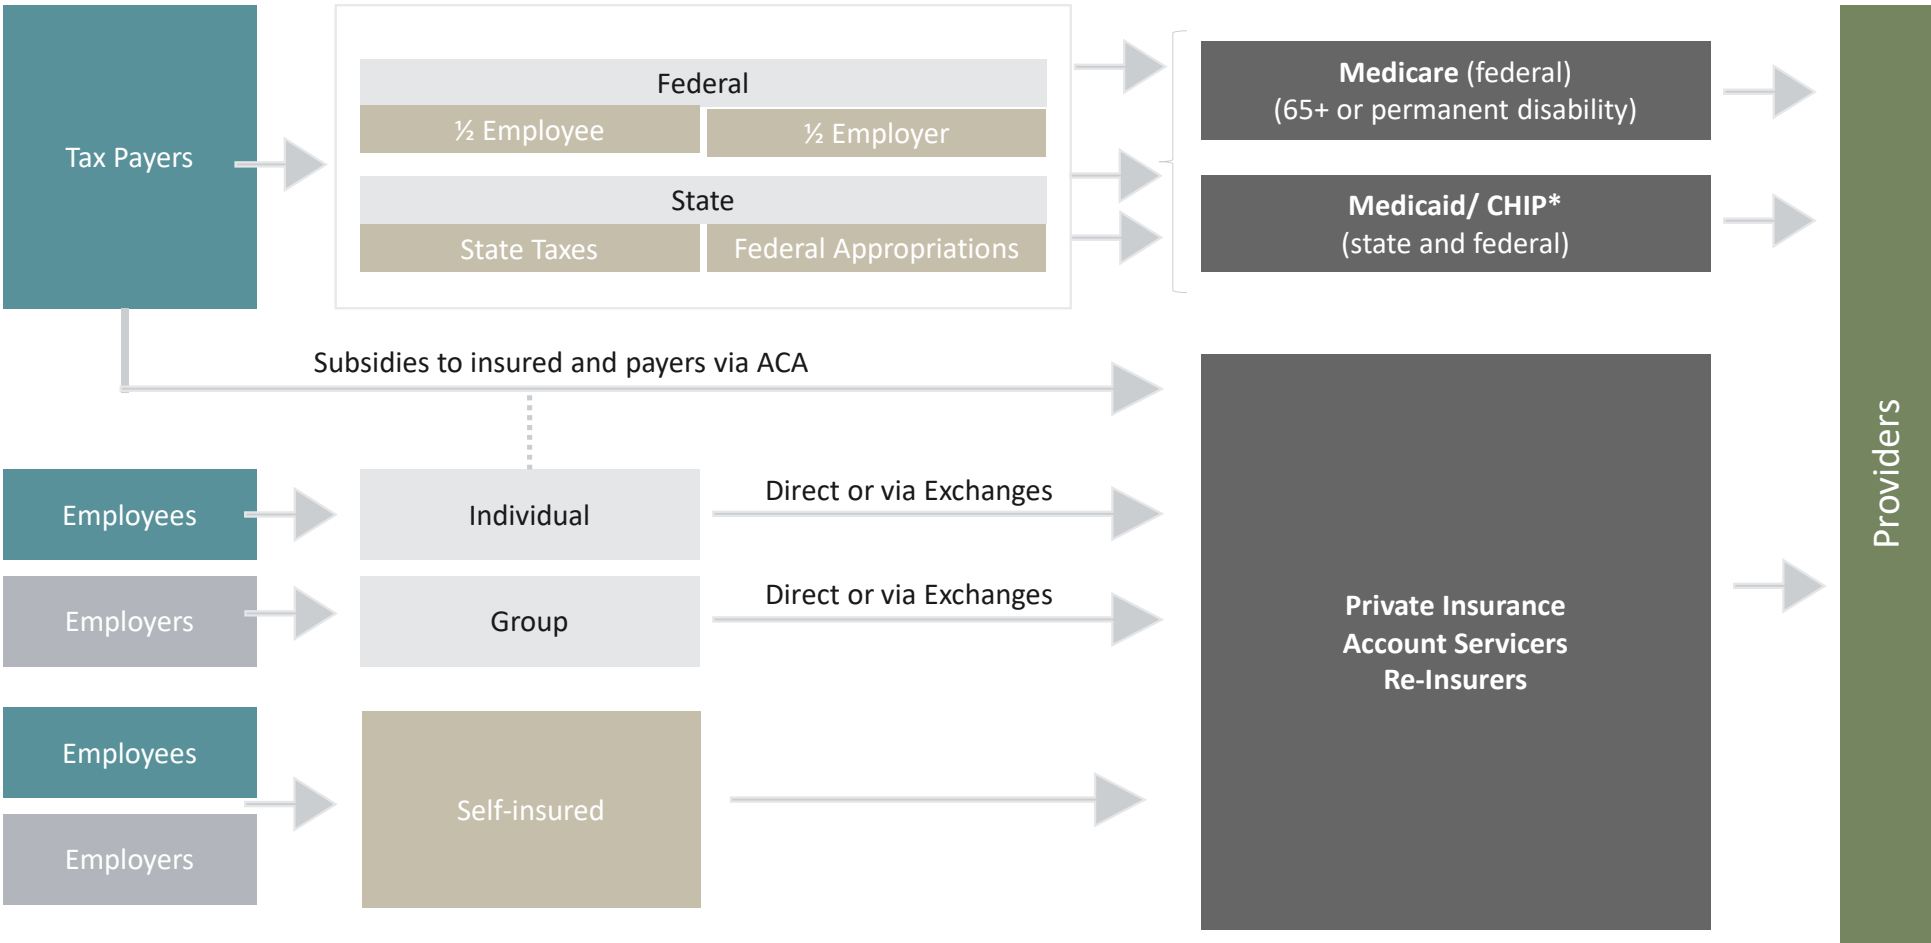 Tax Payers
Federal
½ Employee
½ Employer
State
State Taxes
Federal Appropriations
Medicare (federal)
(65+ or permanent disability)
Medicaid/ CHIP*
(state and federal)
Subsidies to insured and payers via ACA
Employees
Individual
Direct or via Exchanges
Employers
Group
Direct or via Exchanges
Employees
Employers
Self-insured
Private Insurance
Account Servicers
Re-Insurers
Providers